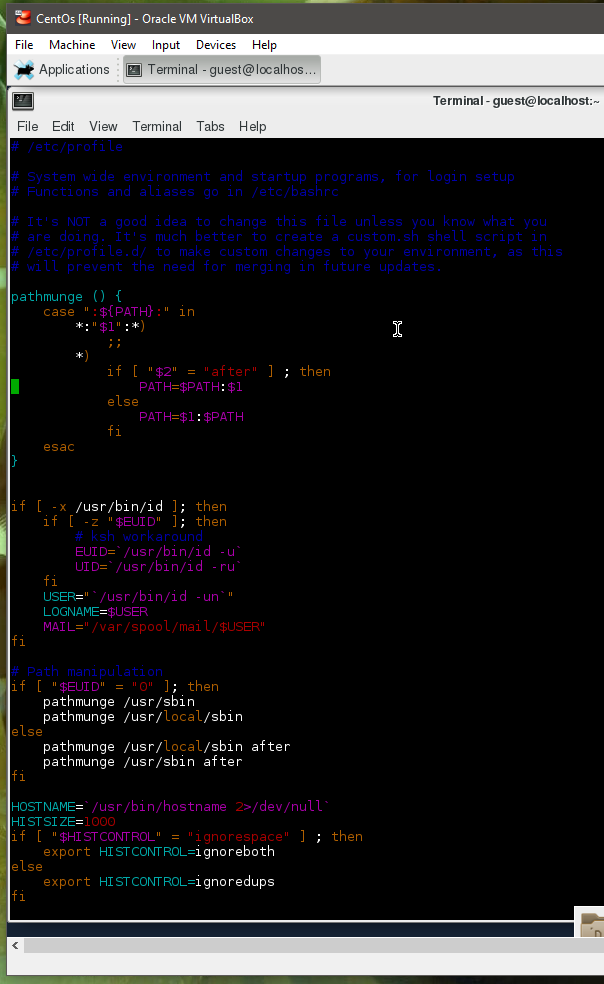 CentOs [Running] - Oracle VM VirtualBox
File Machine View Input Devices Help
Applications Terminal - guest@localhos...
Terminal - guest@localhost:~
File Edit View Terminal Tabs Help
# /etc/profile
# System wide environment and startup programs, for login setup
# Functions and aliases go in /etc/bashrc
# It's NOT a good idea to change this file unless you know what you
# are doing. It's much better to create a custom.sh shell script in
# /etc/profile.d/ to make custom changes to your environment, as this
# will prevent the need for merging in future updates.
pathmunge () {
    case ":${PATH}:" in
        *:"$1":*)
            ;;
        *)
            if [ "$2" = "after" ] ; then
                PATH=$PATH:$1
            else
                PATH=$1:$PATH
            fi
    esac
}
if [ -x /usr/bin/id ]; then
    if [ -z "$EUID" ]; then
        # ksh workaround
        EUID=`/usr/bin/id -u`
        UID=`/usr/bin/id -ru`
    fi
    USER="`/usr/bin/id -un`"
    LOGNAME=$USER
    MAIL="/var/spool/mail/$USER"
fi
# Path manipulation
if [ "$EUID" = "0" ]; then
    pathmunge /usr/sbin
    pathmunge /usr/local/sbin
else
    pathmunge /usr/local/sbin after
    pathmunge /usr/sbin after
fi
HOSTNAME=`/usr/bin/hostname 2>/dev/null`
HISTSIZE=1000
if [ "$HISTCONTROL" = "ignorespace" ] ; then
    export HISTCONTROL=ignoreboth
else
    export HISTCONTROL=ignoredups
fi